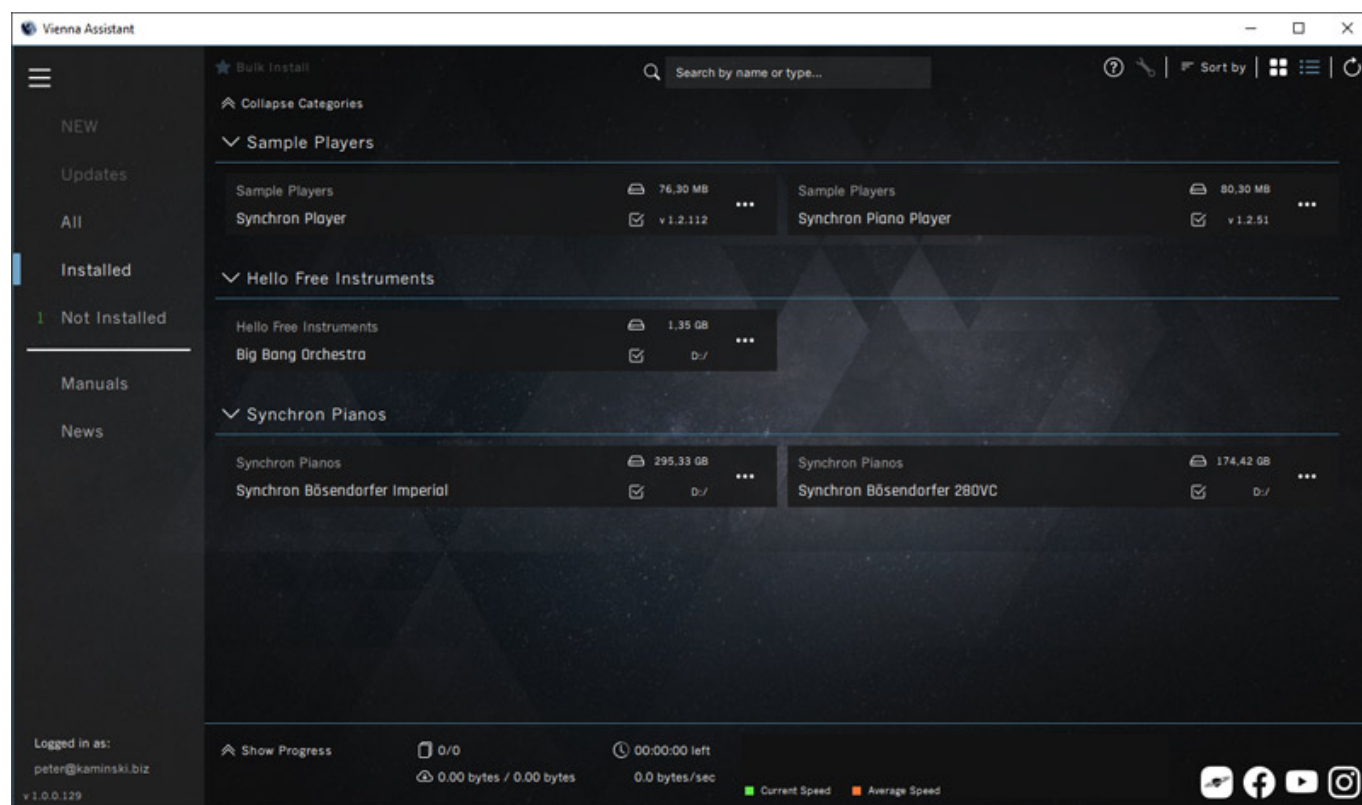 Vienna Assistant
Bulk Install
Search by name or type...
Sort by
Collapse Categories
NEW
Updates
All
Installed
1 Not Installed
Manuals
News
Sample Players
Sample Players 76,30 MB
Synchron Player v 1.2.112
Sample Players 80,30 MB
Synchron Piano Player v 1.2.51
Hello Free Instruments
Hello Free Instruments 1,35 GB
Big Bang Orchestra D:/
Synchron Pianos
Synchron Pianos 295,33 GB
Synchron Bösendorfer Imperial D:/
Synchron Pianos 174,42 GB
Synchron Bösendorfer 280VC D:/
Logged in as:
peter@kaminski.biz
v 1.0.0.129
Show Progress 0/0 00:00:00 left
0.00 bytes / 0.00 bytes 0.0 bytes/sec
Current Speed Average Speed